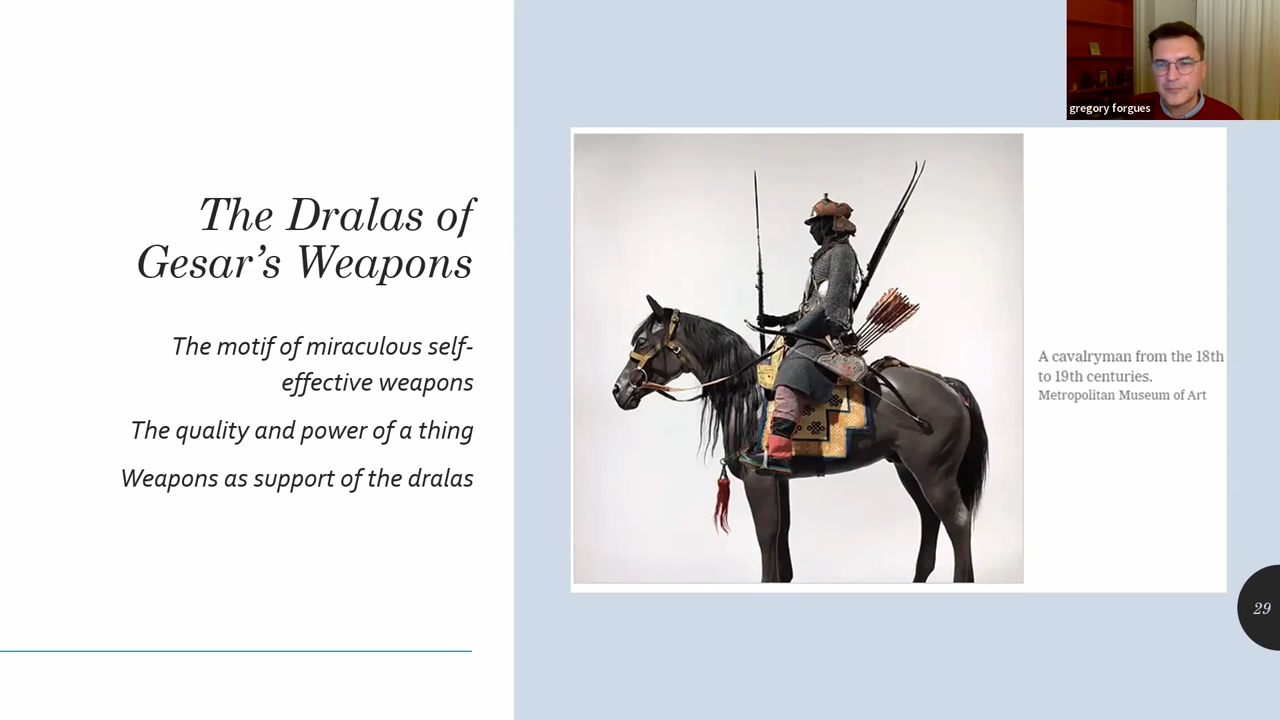 gregory forgues
The Dralas of
Gesar’s Weapons
The motif of miraculous self-
effective weapons
The quality and power of a thing
Weapons as support of the dralas
A cavalryman from the 18th
to 19th centuries.
Metropolitan Museum of Art
29